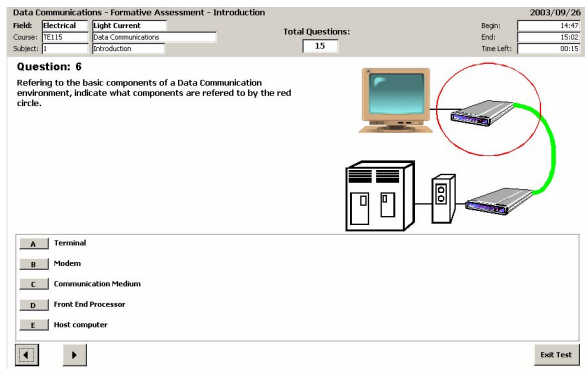 Data Communications - Formative Assessment - Introduction 2003/09/26
Field: Electrical Light Current Begin: 14:47
Course: TE115 Data Communications Total Questions: End: 15:02
Subject: 1 Introduction 15 Time Left: 00:15
Question: 6
Refering to the basic components of a Data Communication
environment, indicate what components are refered to by the red
circle.
A Terminal
B Modem
C Communication Medium
D Front End Processor
E Host computer
Exit Test